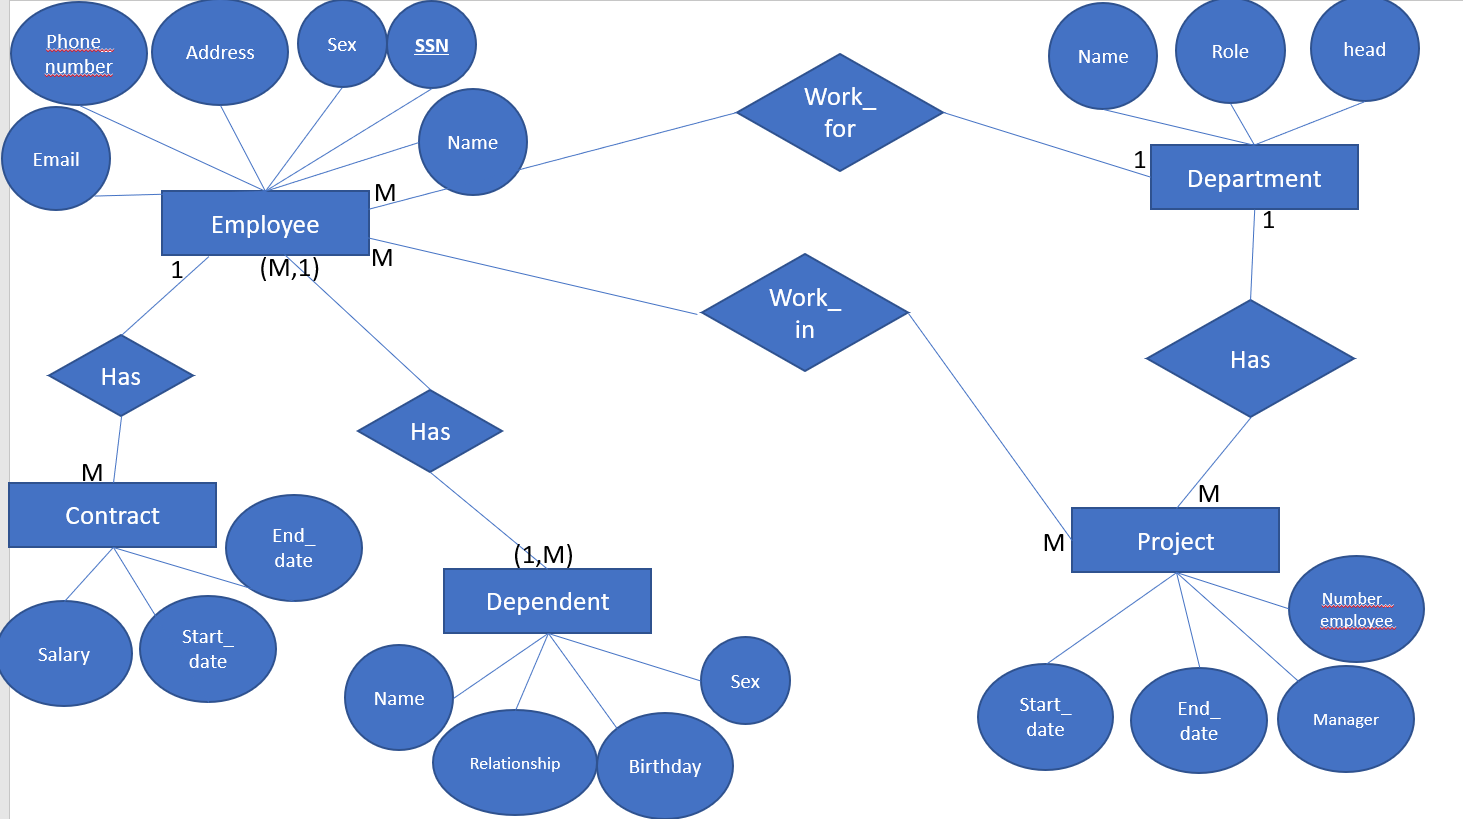 Phone_
number
Address
Sex
SSN
Name
Email
Employee
M
M
1
(M,1)
Work_
for
Work_
in
Name
Role
head
1
Department
1
Has
Has
Has
M
Contract
End_
date
Salary
Start_
date
(1,M)
Dependent
Name
Relationship
Birthday
Sex
M
M
Project
Number_
employee
Start_
date
End_
date
Manager